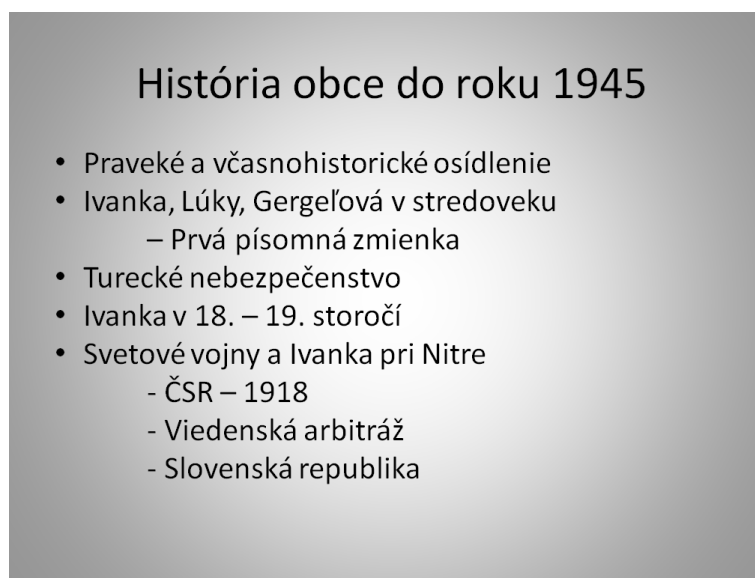 História obce do roku 1945
• Praveké a včasnohistorické osídlenie
• Ivanka, Lúky, Gergeľová v stredoveku
– Prvá písomná zmienka
• Turecké nebezpečenstvo
• Ivanka v 18. – 19. storočí
• Svetové vojny a Ivanka pri Nitre
- ČSR – 1918
- Viedenská arbitráž
- Slovenská republika